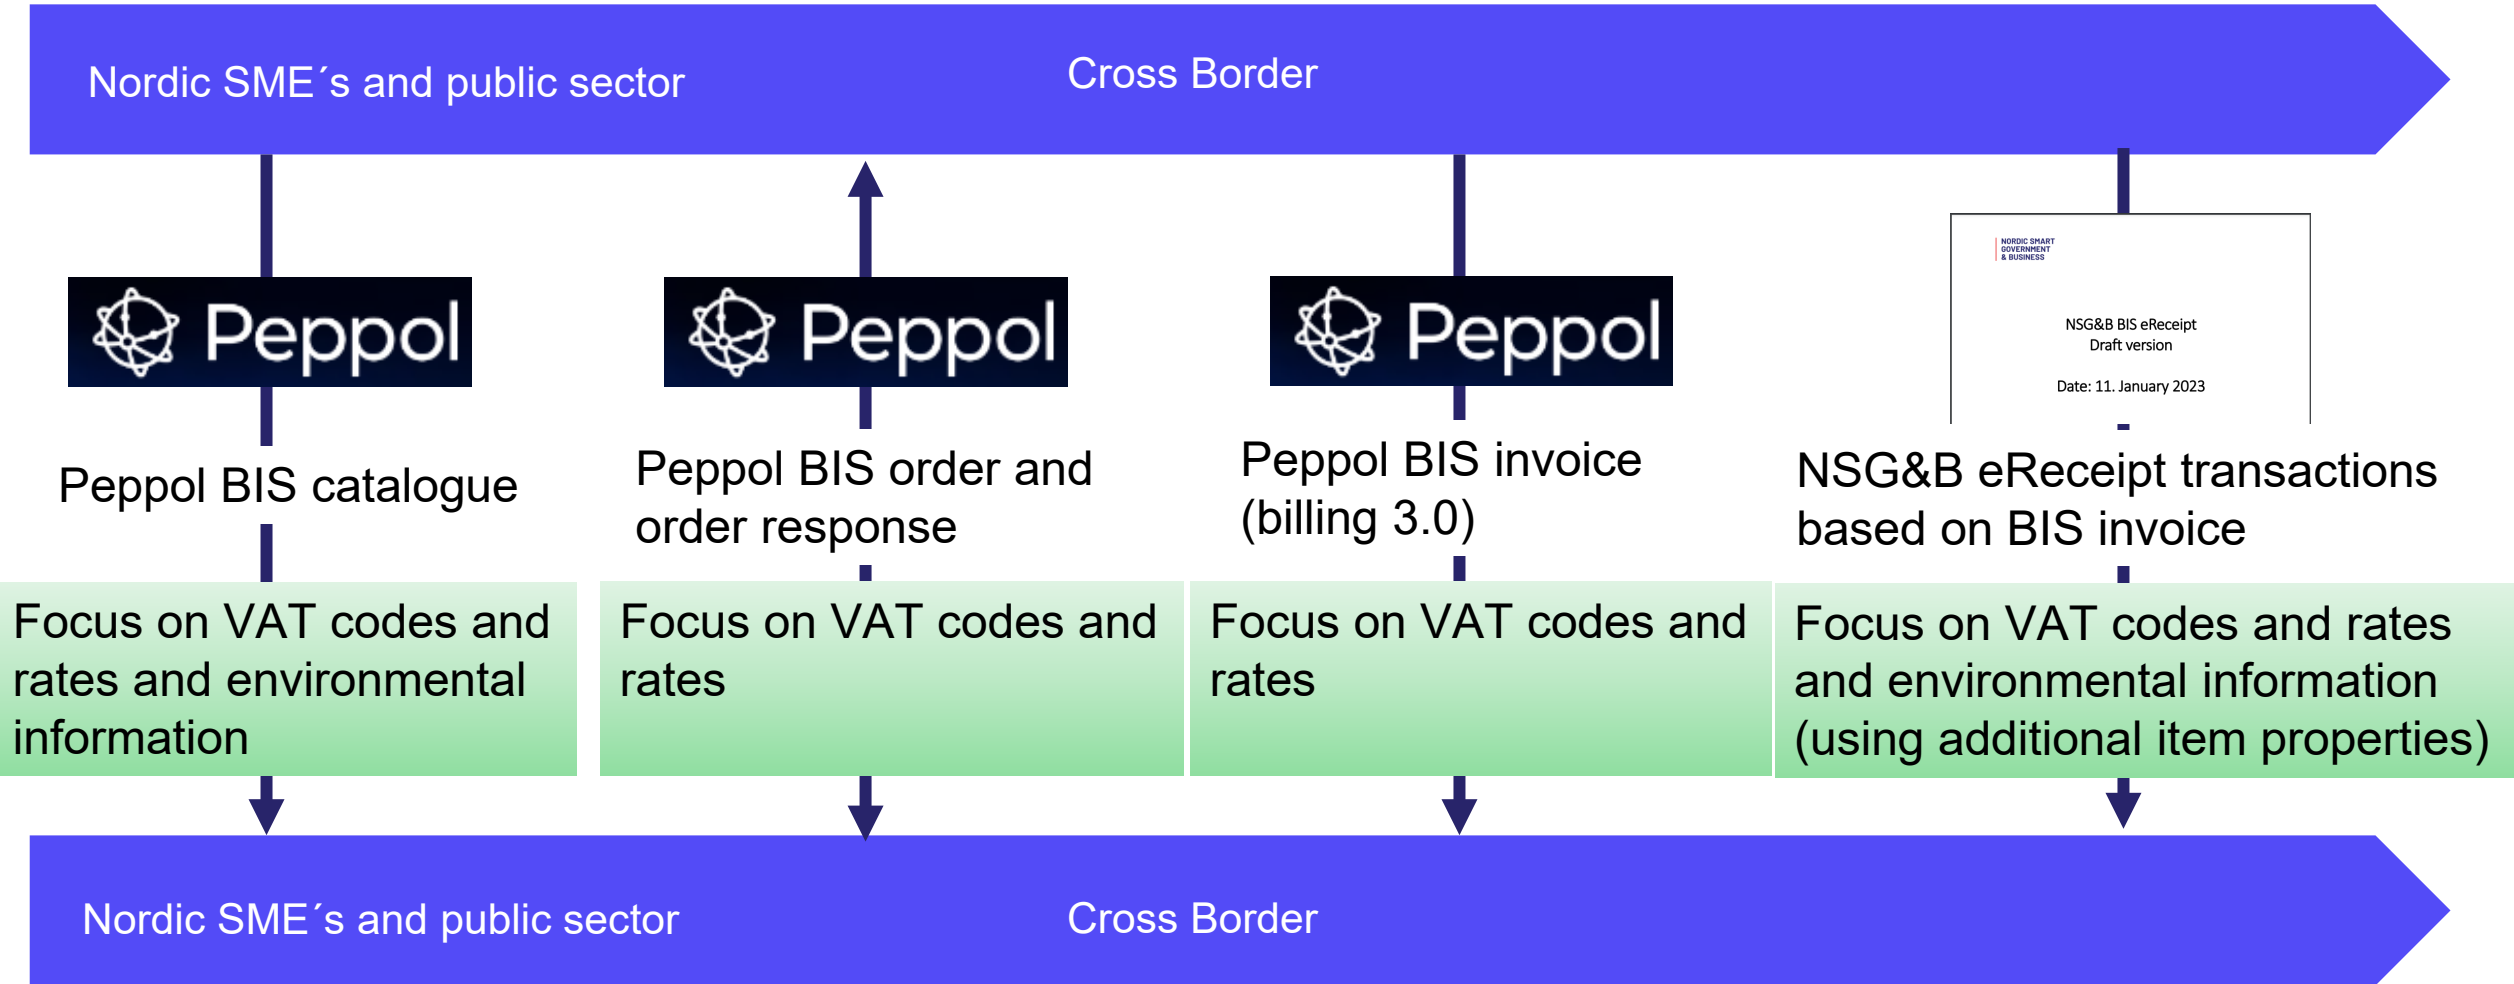 Nordic SME´s and public sector
Cross Border
Peppol
Peppol
Peppol
NORDIC SMART
GOVERNMENT
& BUSINESS
NSG&B BIS eReceipt
Draft version
Date: 11. January 2023
Peppol BIS catalogue
Peppol BIS order and
order response
Peppol BIS invoice
(billing 3.0)
NSG&B eReceipt transactions
based on BIS invoice
Focus on VAT codes and
rates and environmental
information
Focus on VAT codes and
rates
Focus on VAT codes and
rates
Focus on VAT codes and rates
and environmental information
(using additional item properties)
Nordic SME´s and public sector
Cross Border